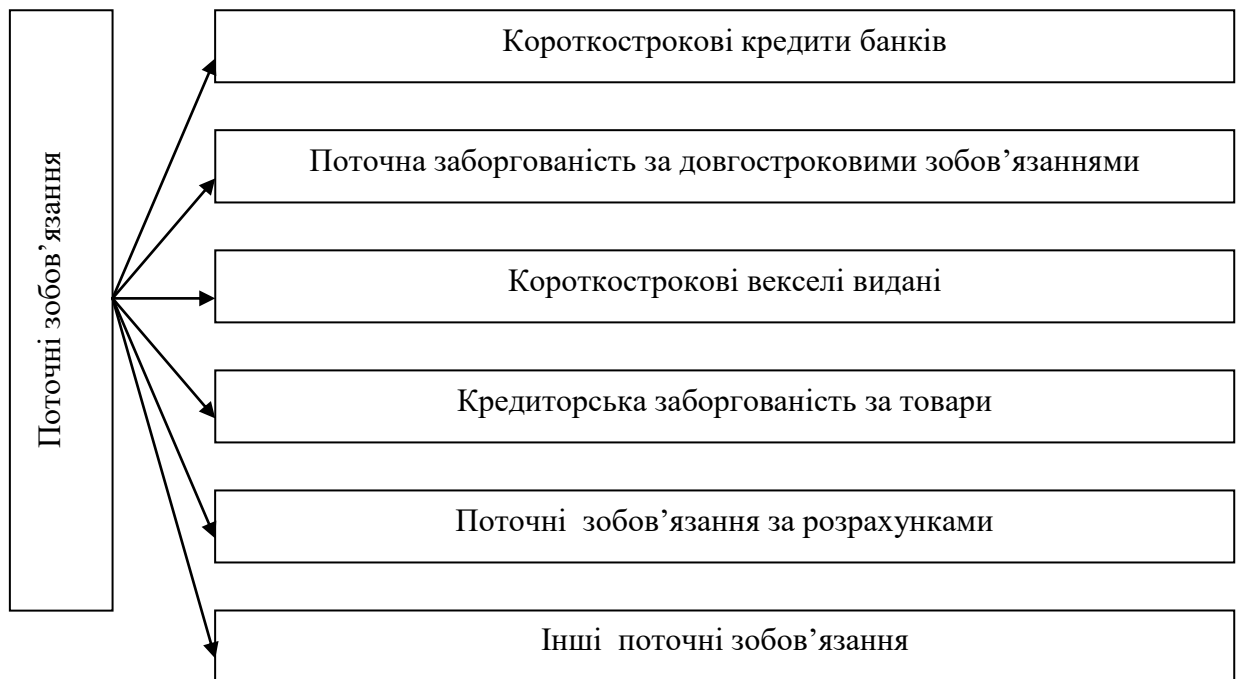 Поточні зобов’язання
Короткострокові кредити банків
Поточна заборгованість за довгостроковими зобов’язаннями
Короткострокові векселі видані
Кредиторська заборгованість за товари
Поточні  зобов’язання за розрахунками
Інші  поточні зобов’язання